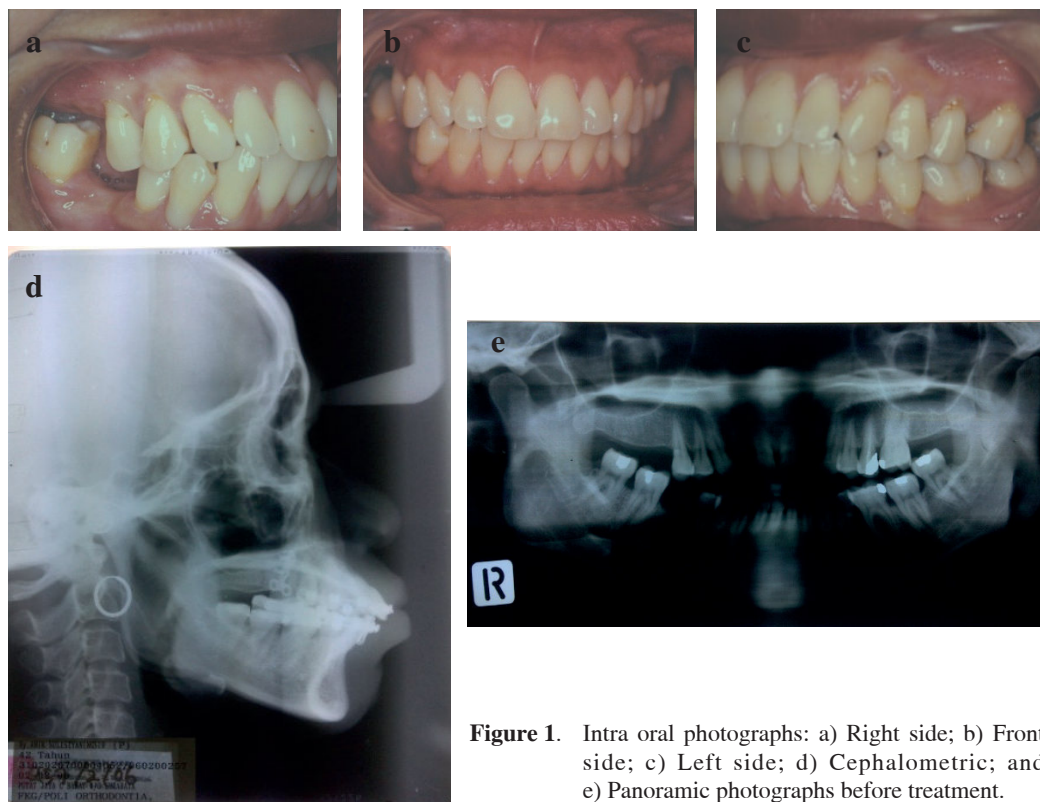 a
b
c
d
e
R
42 Tahun
FKG/POLI ORTHODONTIA,
Figure 1. Intra oral photographs: a) Right side; b) Front
side; c) Left side; d) Cephalometric; and
e) Panoramic photographs before treatment.